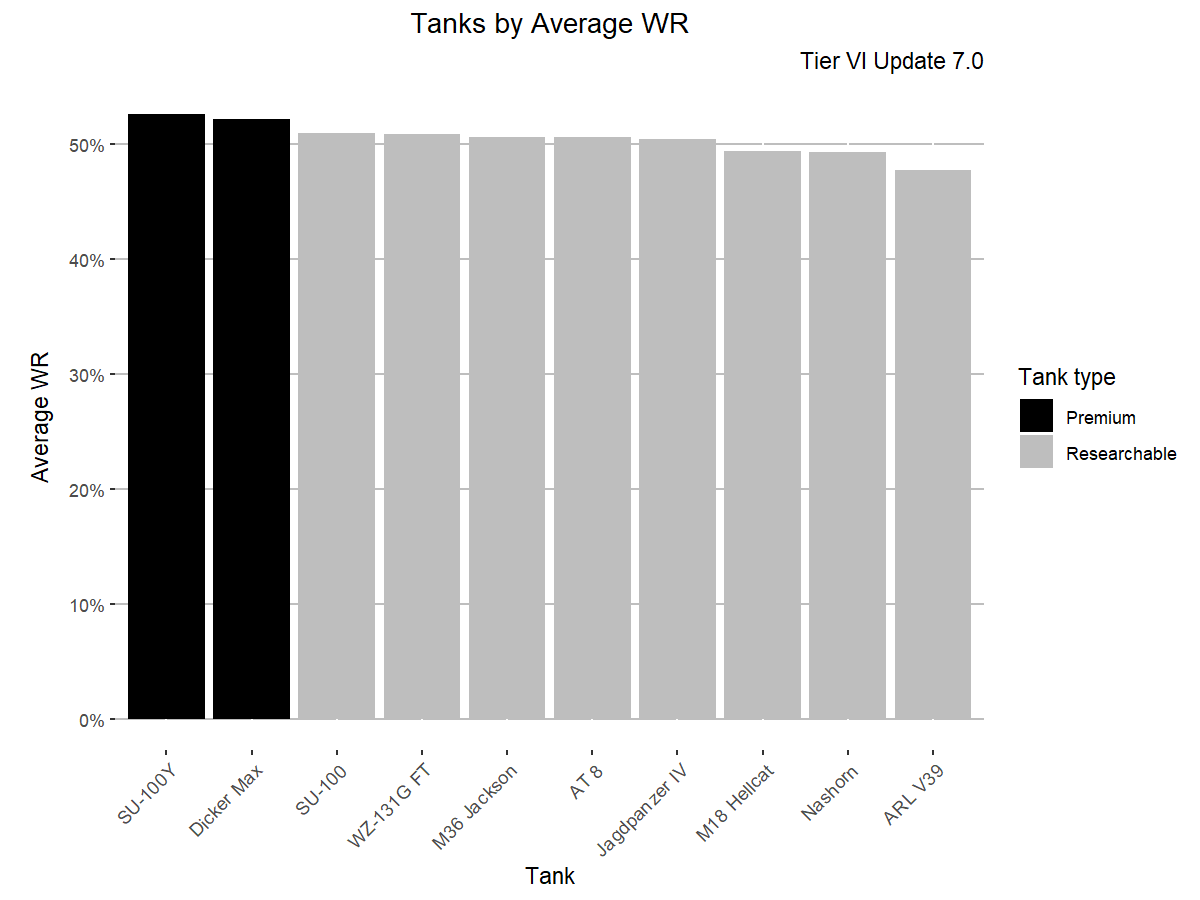 Tanks by Average WR
Tier VI Update 7.0
Average WR
50%
40%
30%
20%
10%
0%
SU-100Y
Dicker Max
SU-100
WZ-131G FT
M36 Jackson
AT 8
Jagdpanzer IV
M18 Hellcat
Nashorn
ARL V39
Tank
Tank type
Premium
Researchable